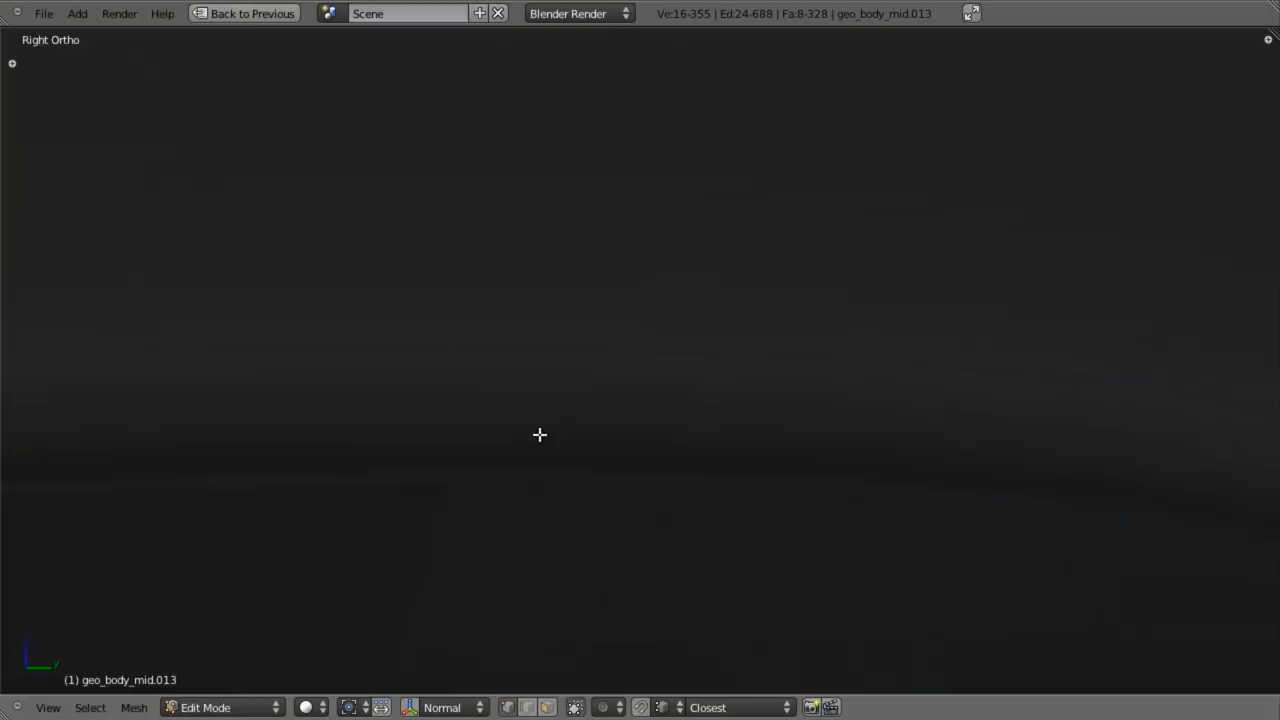 File Add Render Help Back to Previous Scene Blender Render Ve:16-355 | Ed:24-688 | Fa:8-328 | geo_body_mid.013
Right Ortho
y
(1) geo_body_mid.013
View Select Mesh Edit Mode Normal Closest